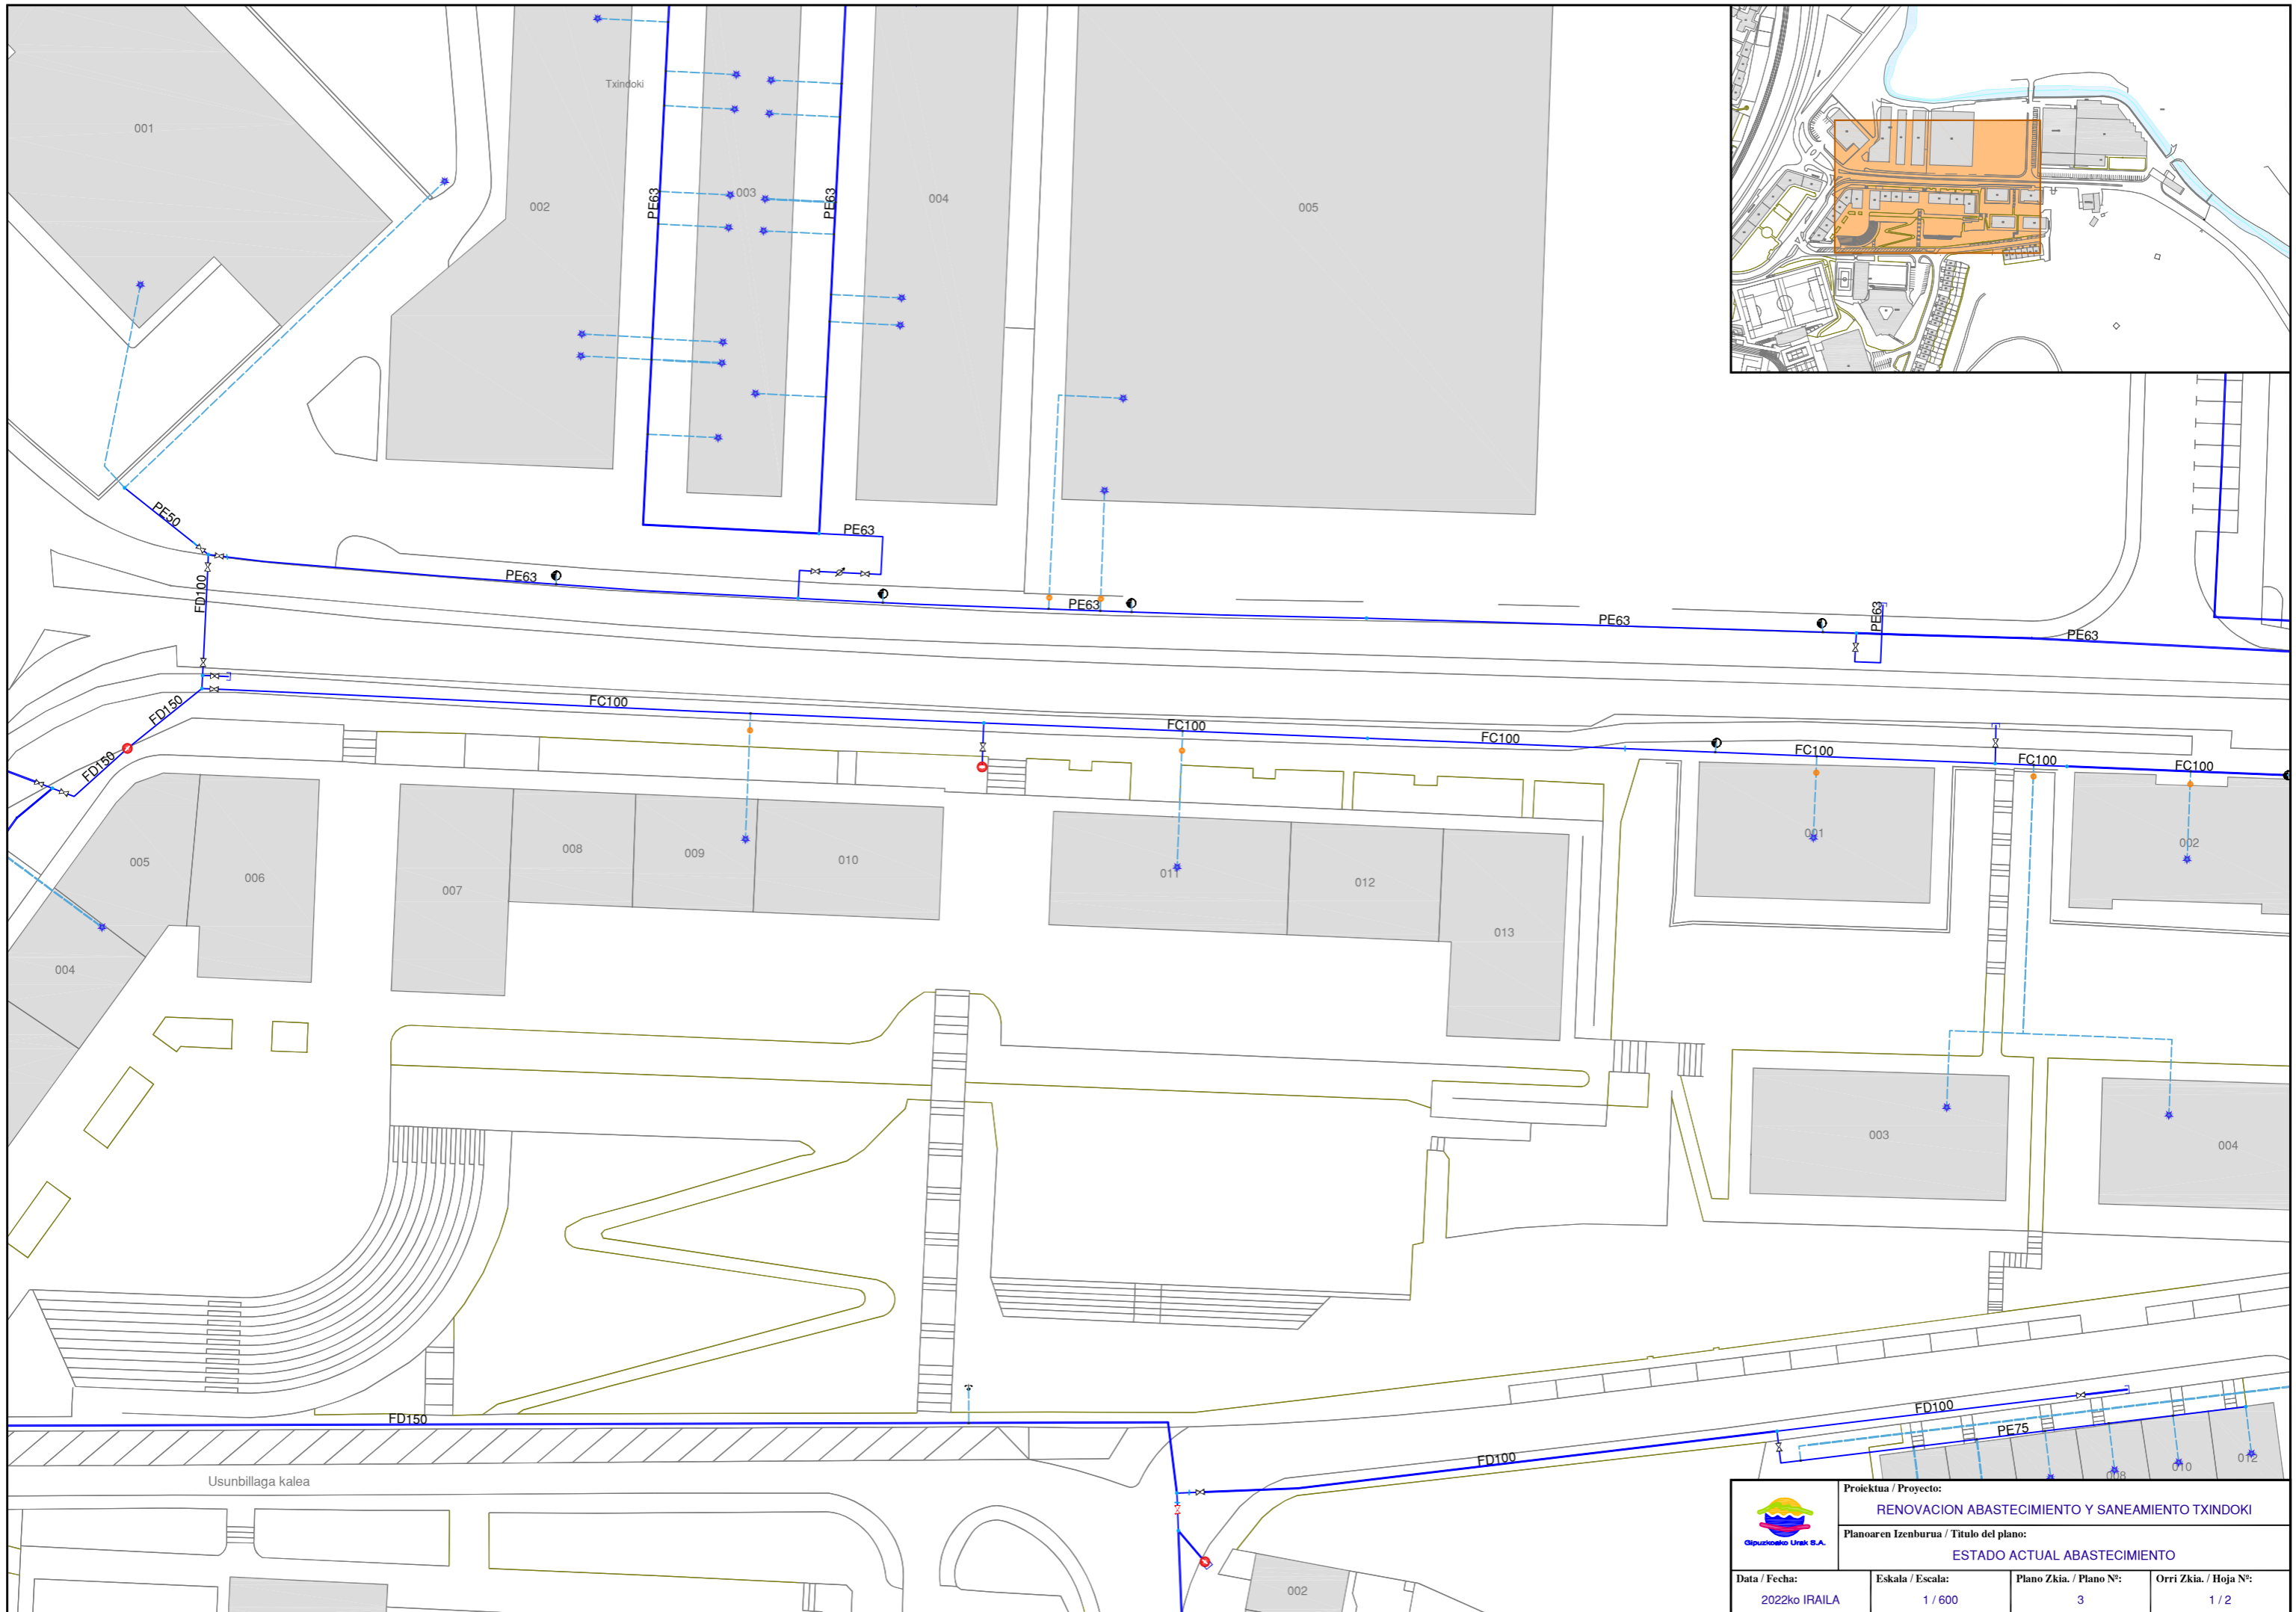 Txindoki
001
002
003
004
005
PE63
PE63
PE50
PE63
FD100
PE63
PE63
PE63
PE63
PE63
FD150
FC100
FC100
FC100
FC100
FC100
FC100
FD150
005
006
007
008
009
010
011
012
013
001
002
004
003
004
FD150
FD100
FD100
PE75
Usunbillaga kalea
008
010
012
002
Gipuzkoako Urak S.A.
Proiektua / Proyecto:
RENOVACION ABASTECIMIENTO Y SANEAMIENTO TXINDOKI
Planoaren Izenburua / Titulo del plano:
ESTADO ACTUAL ABASTECIMIENTO
Data / Fecha:
2022ko IRAILA
Eskala / Escala:
1 / 600
Plano Zkia. / Plano Nº:
3
Orri Zkia. / Hoja Nº:
1 / 2